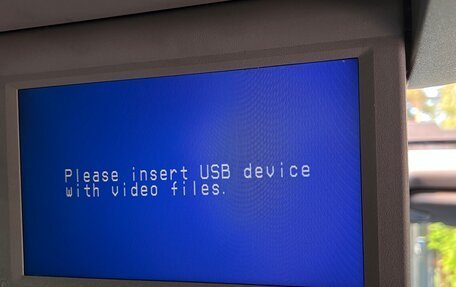 Please insert USB device
with video files.